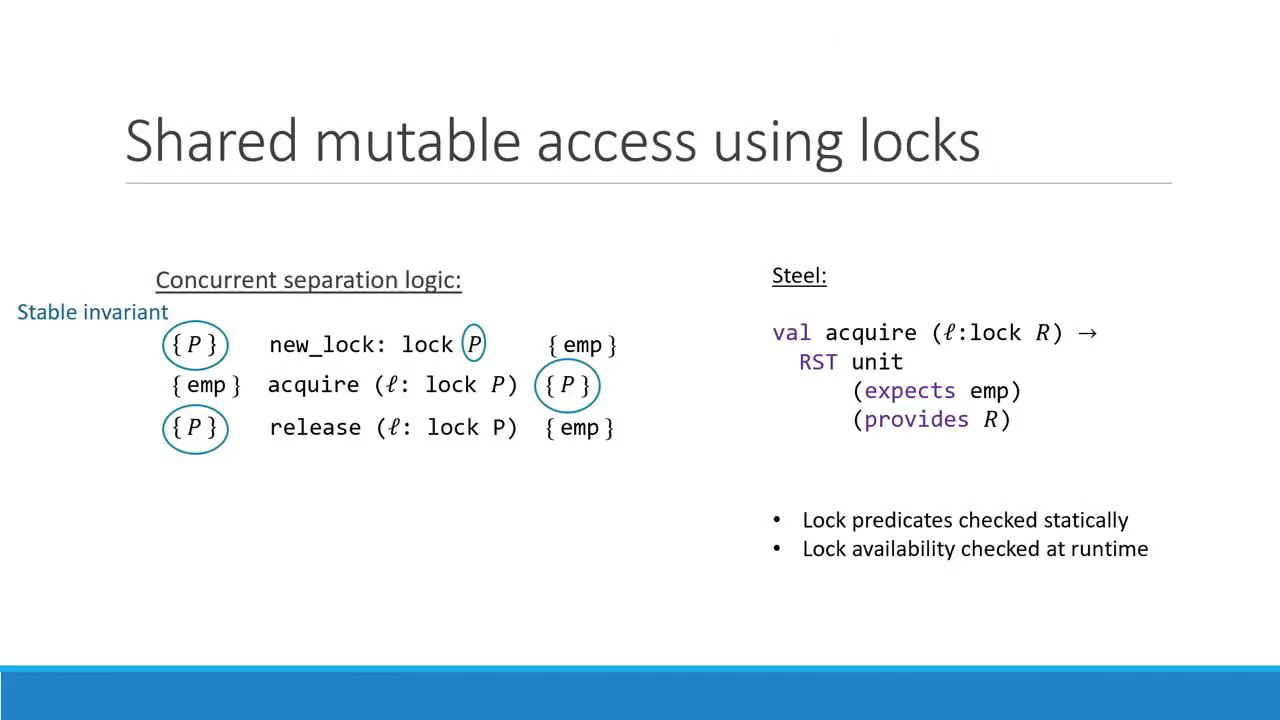 Shared mutable access using locks
Concurrent separation logic:
Stable invariant
{ P } new_lock: lock P { emp }
{ emp } acquire (ℓ: lock P) { P }
{ P } release (ℓ: lock P) { emp }
Steel:
val acquire (ℓ:lock R) →
RST unit
(expects emp)
(provides R)
• Lock predicates checked statically
• Lock availability checked at runtime